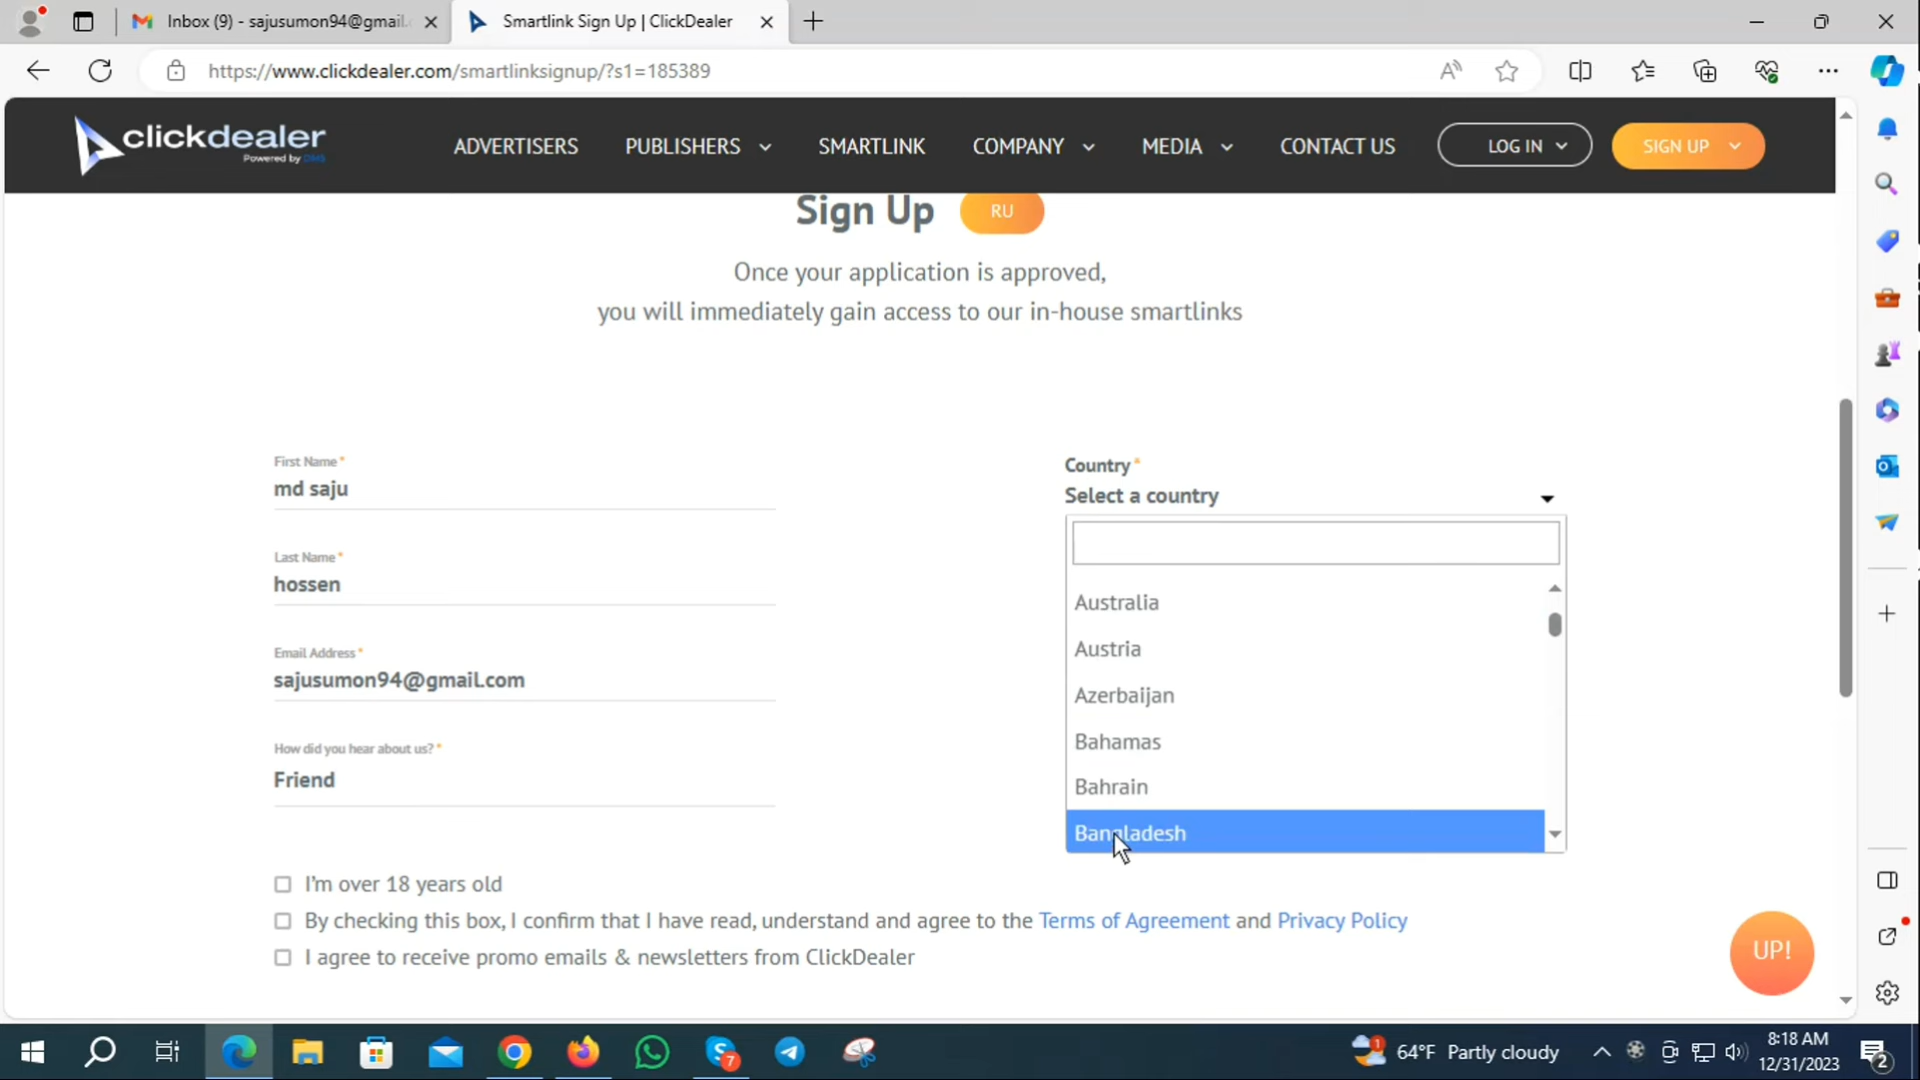 Inbox (9) - sajusumon94@gmail.
Smartlink Sign Up | ClickDealer
https://www.clickdealer.com/smartlinksignup/?s1=185389
clickdealer
Powered by DMS
ADVERTISERS
PUBLISHERS
SMARTLINK
COMPANY
MEDIA
CONTACT US
LOG IN
SIGN UP
Sign Up
RU
Once your application is approved,
you will immediately gain access to our in-house smartlinks
First Name*
md saju
Last Name*
hossen
Email Address*
sajusumon94@gmail.com
How did you hear about us?*
Friend
Country*
Select a country
Australia
Austria
Azerbaijan
Bahamas
Bahrain
Bangladesh
I'm over 18 years old
By checking this box, I confirm that I have read, understand and agree to the Terms of Agreement and Privacy Policy
I agree to receive promo emails & newsletters from ClickDealer
UP!
7
1
64°F Partly cloudy
8:18 AM
12/31/2023
2